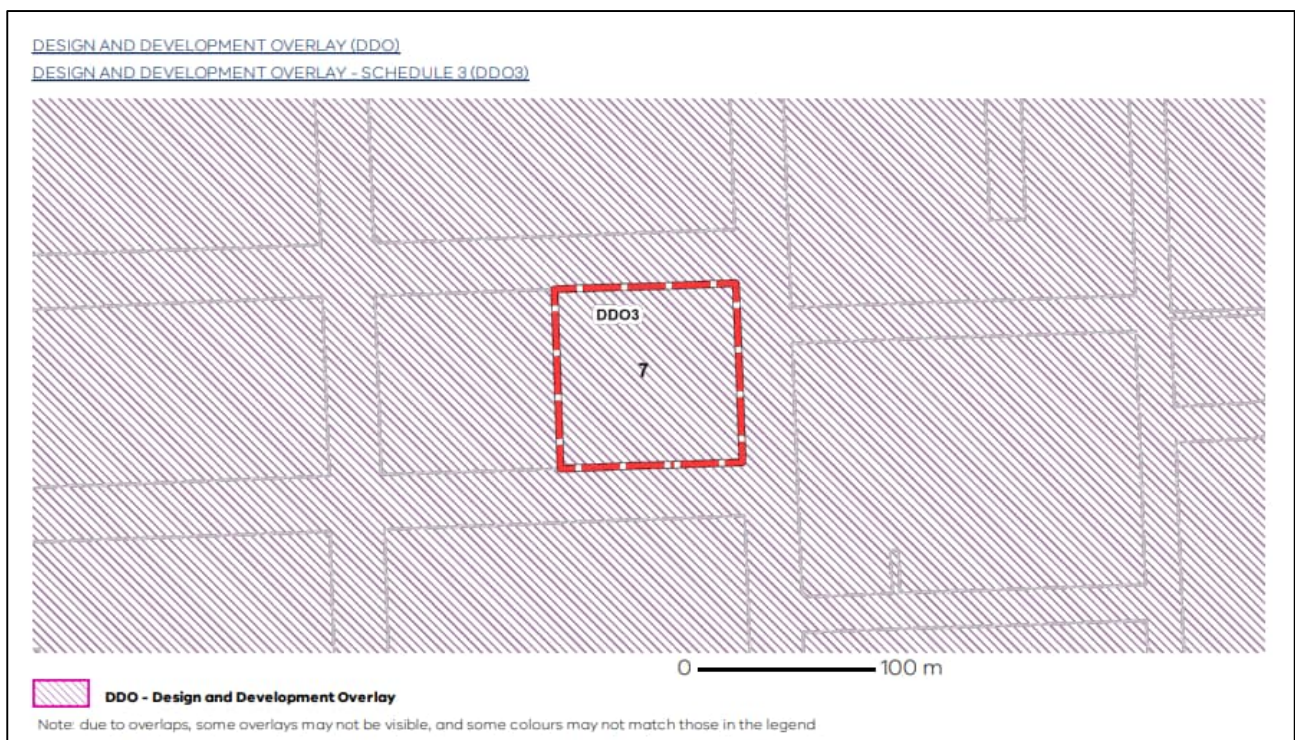 DESIGN AND DEVELOPMENT OVERLAY (DDO)
DESIGN AND DEVELOPMENT OVERLAY - SCHEDULE 3 (DDO3)
DDO3
7
0 100 m
DDO - Design and Development Overlay
Note: due to overlaps, some overlays may not be visible, and some colours may not match those in the legend